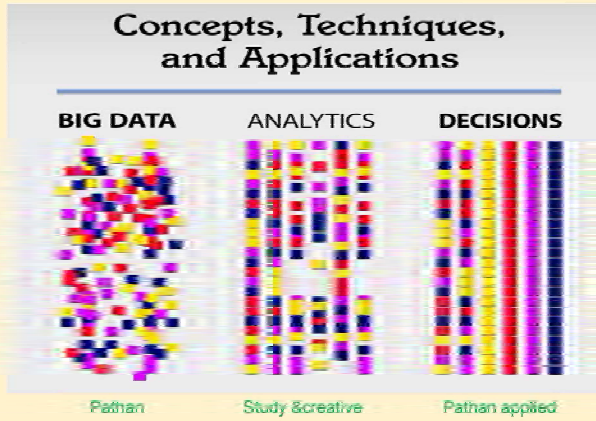 Concepts, Techniques,
and Applications
BIG DATA ANALYTICS DECISIONS
Pathan Study &creative Pathan applied